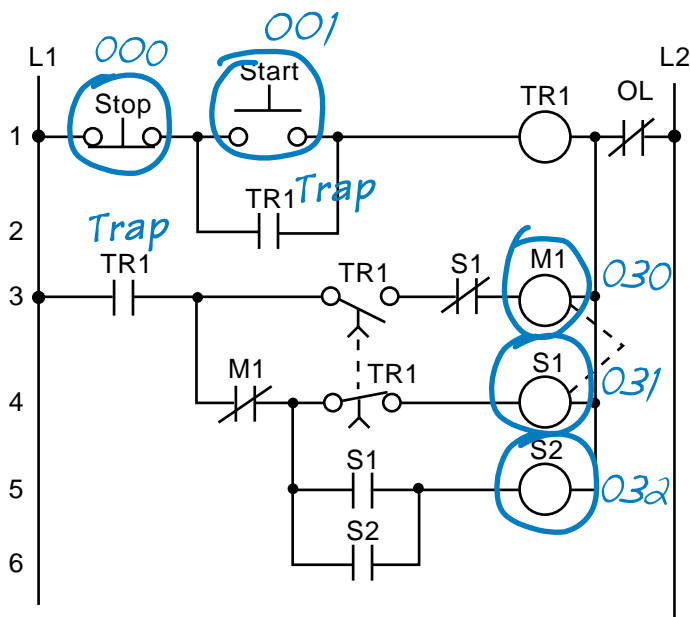 000 001
L1 L2
Stop Start TR1 OL
1
TR1 Trap
2
Trap
TR1 TR1 S1 M1 030
3
M1 TR1 S1 031
4
S1 S2
5 032
S2
6